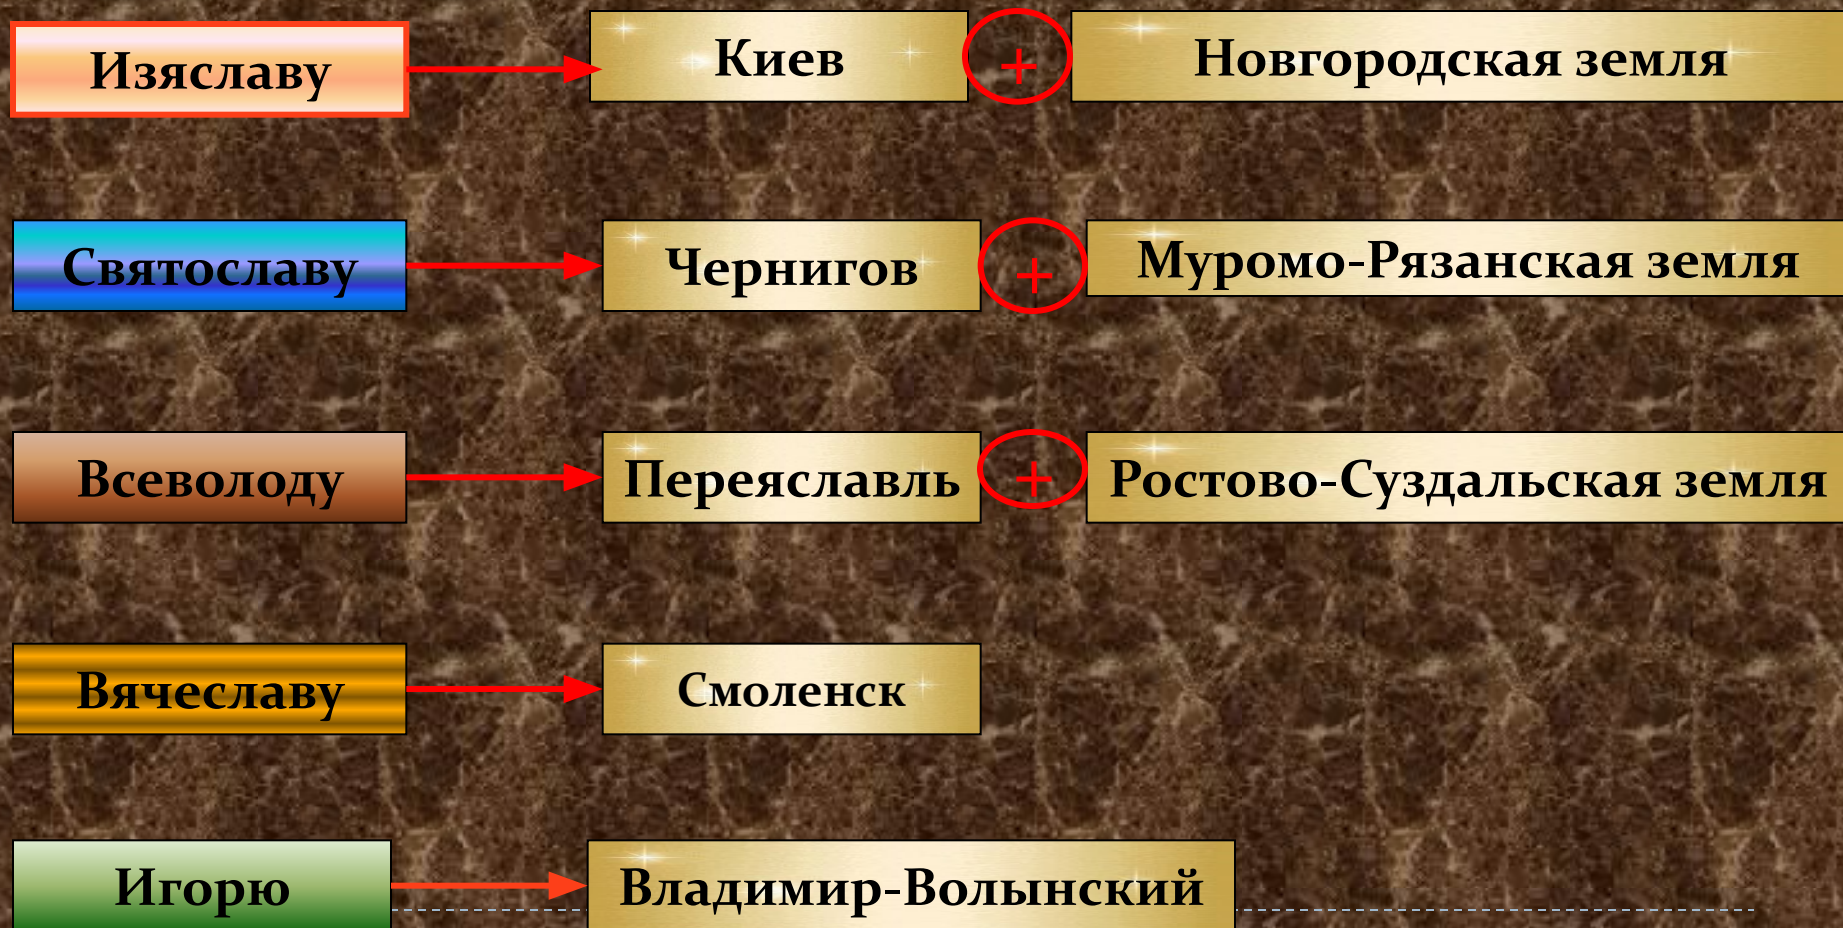 Изяславу Киев + Новгородская земля
Святославу Чернигов + Муромо-Рязанская земля
Всеволоду Переяславль + Ростово-Суздальская земля
Вячеславу Смоленск
Игорю Владимир-Волынский